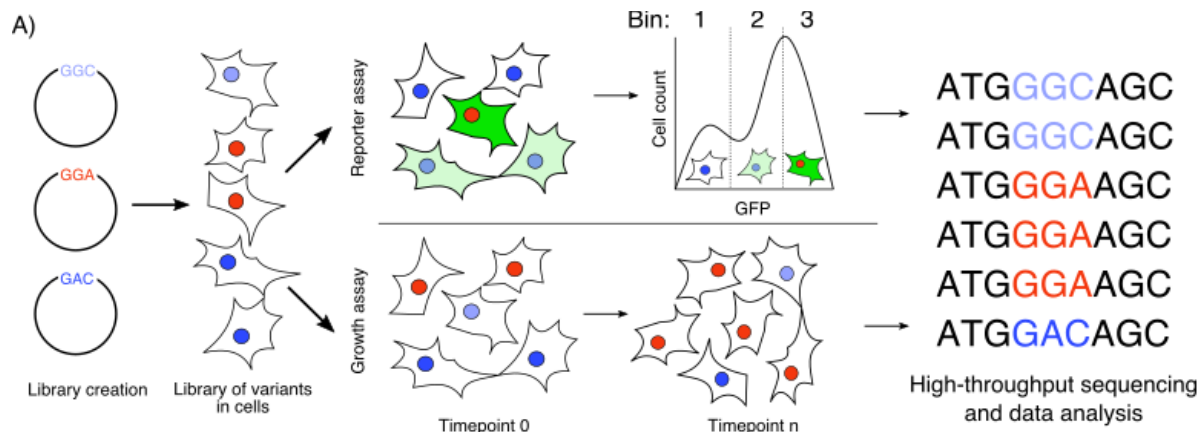 A)
GGC
GGA
GAC
Library creation
Library of variants
in cells
Reporter assay
Growth assay
Timepoint 0
Bin: 1 2 3
Cell count
GFP
Timepoint n
ATGGGCAGC
ATGGGCAGC
ATGGGAAGC
ATGGGAAGC
ATGGGAAGC
ATGGACAGC
High-throughput sequencing
and data analysis